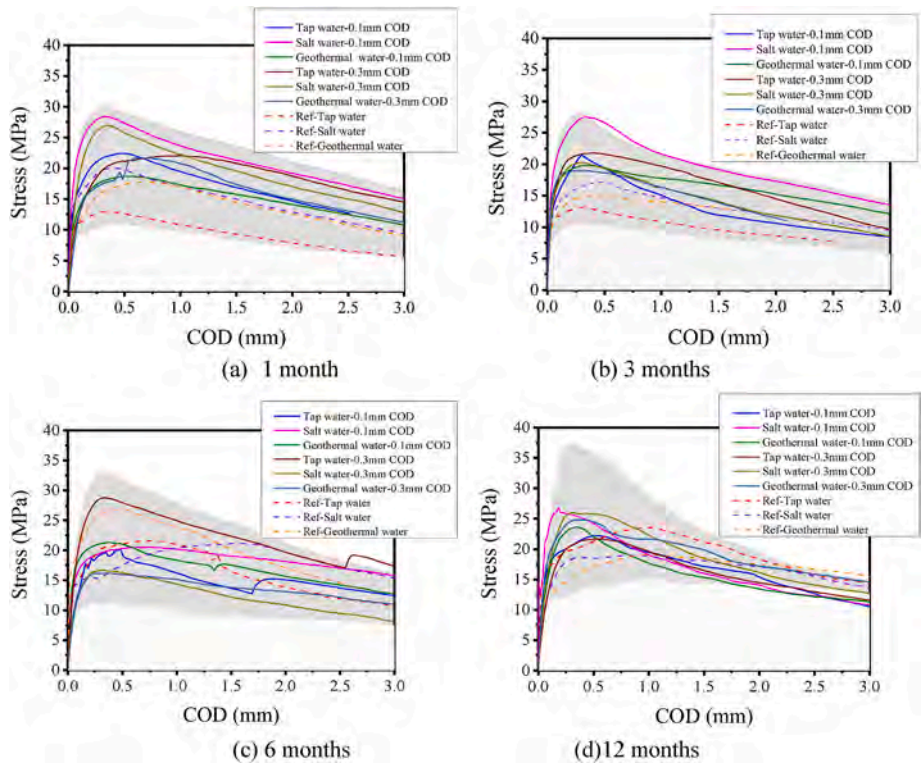 Tap water-0.1mm COD
Salt water-0.1mm COD
Geothermal water-0.1mm COD
Tap water-0.3mm COD
Salt water-0.3mm COD
Geothermal water-0.3mm COD
Ref-Tap water
Ref-Salt water
Ref-Geothermal water
Stress (MPa)
40
35
30
25
20
15
10
5
0
0.0 0.5 1.0 1.5 2.0 2.5 3.0
COD (mm)
(a) 1 month
Tap water-0.1mm COD
Salt water-0.1mm COD
Geothermal water-0.1mm COD
Tap water-0.3mm COD
Salt water-0.3mm COD
Geothermal water-0.3mm COD
Ref-Tap water
Ref-Salt water
Ref-Geothermal water
Stress (MPa)
40
35
30
25
20
15
10
5
0
0.0 0.5 1.0 1.5 2.0 2.5 3.0
COD (mm)
(b) 3 months
Tap water-0.1mm COD
Salt water-0.1mm COD
Geothermal water-0.1mm COD
Tap water-0.3mm COD
Salt water-0.3mm COD
Geothermal water-0.3mm COD
Ref-Tap water
Ref-Salt water
Ref-Geothermal water
Stress (MPa)
40
35
30
25
20
15
10
5
0
0.0 0.5 1.0 1.5 2.0 2.5 3.0
COD (mm)
(c) 6 months
Tap water-0.1mm COD
Salt water-0.1mm COD
Geothermal water-0.1mm COD
Tap water-0.3mm COD
Salt water-0.3mm COD
Geothermal water-0.3mm COD
Ref-Tap water
Ref-Salt water
Ref-Geothermal water
Stress (MPa)
40
35
30
25
20
15
10
5
0
0.0 0.5 1.0 1.5 2.0 2.5 3.0
COD (mm)
(d)12 months